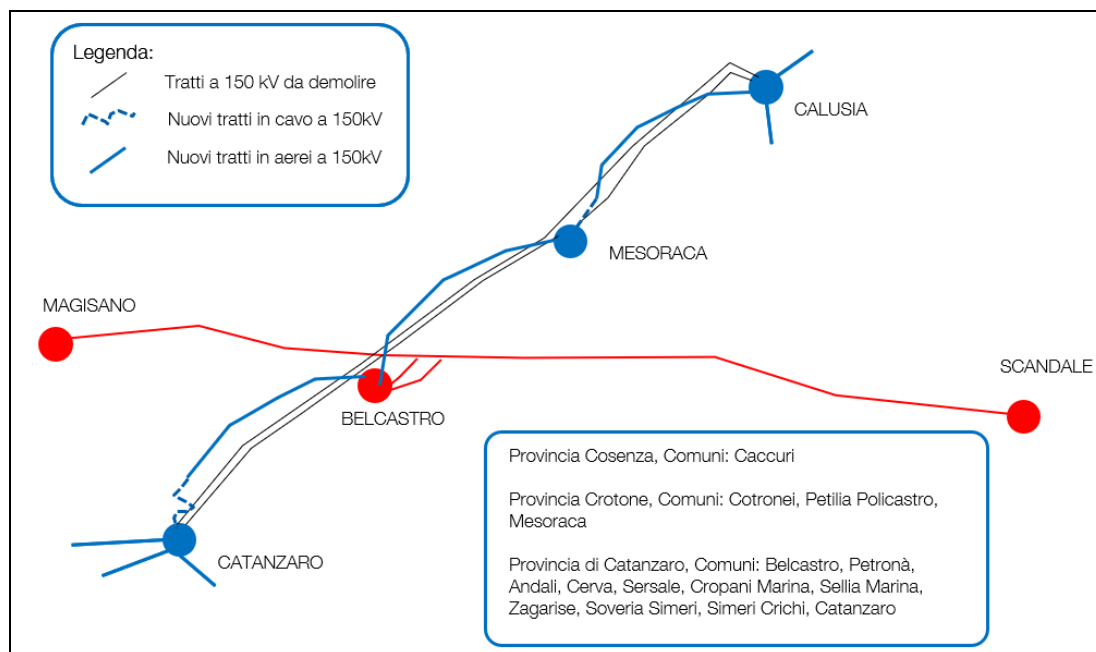 Legenda:
Tratti a 150 kV da demolire
Nuovi tratti in cavo a 150kV
Nuovi tratti in aerei a 150kV
CALUSIA
MESORACA
MAGISANO
SCANDALE
BELCASTRO
CATANZARO
Provincia Cosenza, Comuni: Caccuri
Provincia Crotone, Comuni: Cotronei, Petilia Policastro,
Mesoraca
Provincia di Catanzaro, Comuni: Belcastro, Petronà,
Andali, Cerva, Sersale, Cropani Marina, Sellia Marina,
Zagarise, Soveria Simeri, Simeri Crichi, Catanzaro